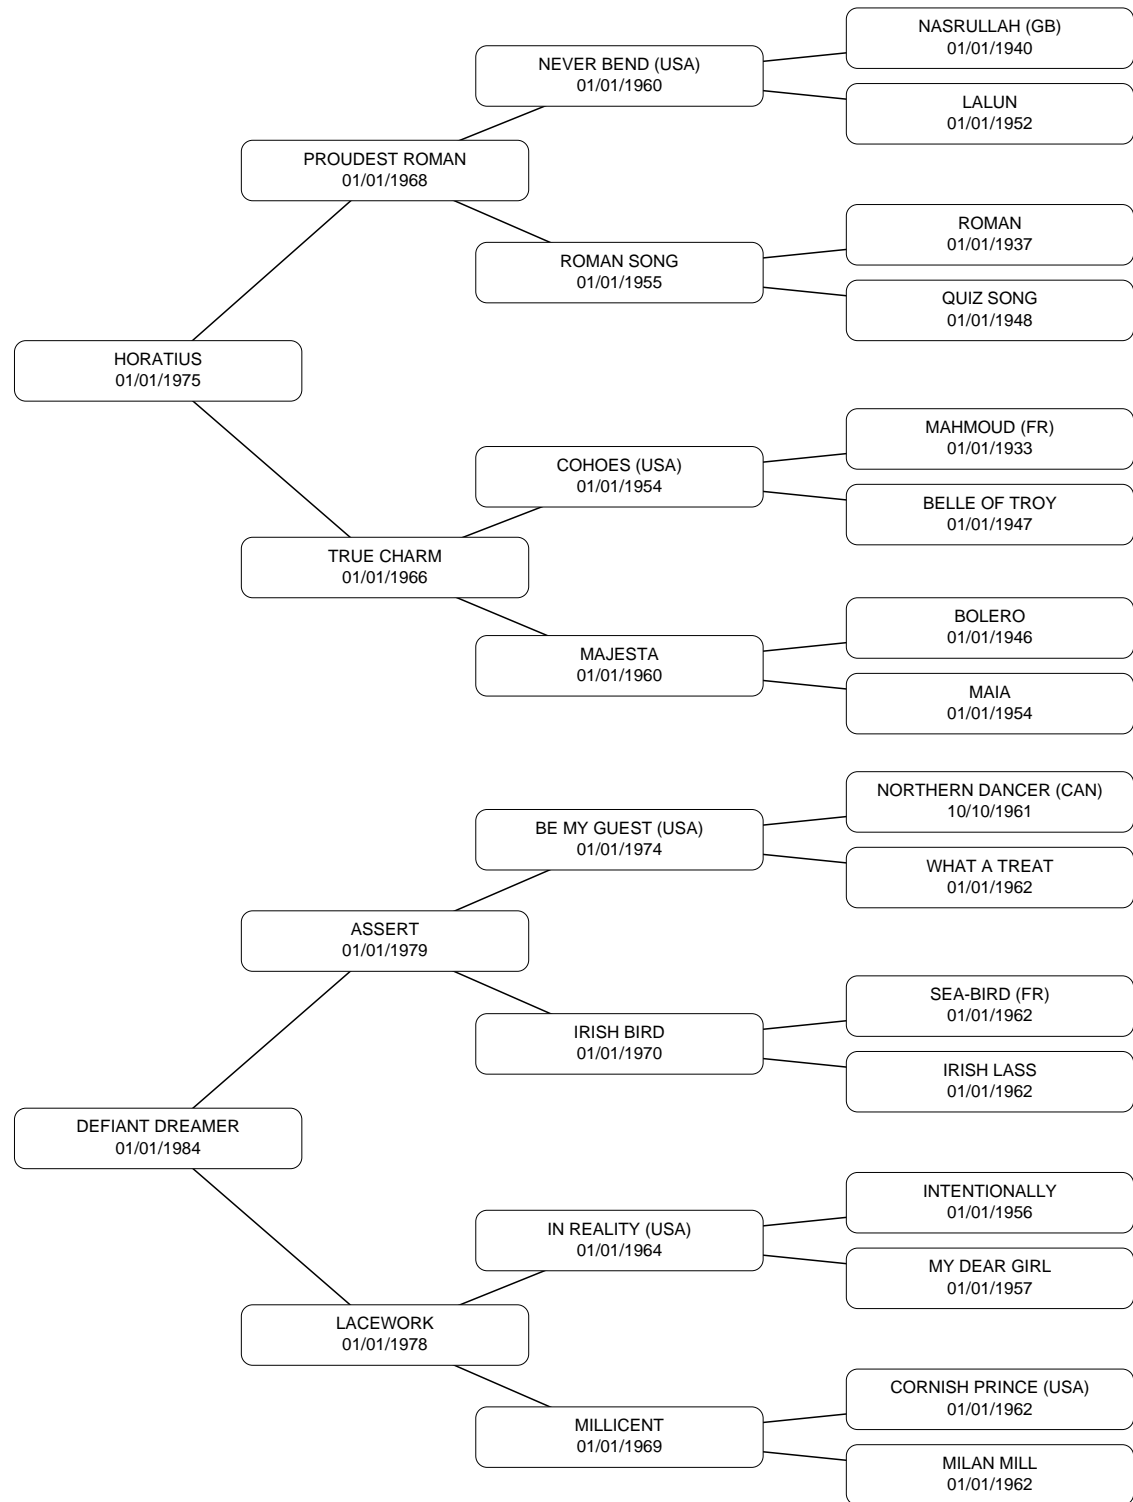 NASRULLAH (GB)
01/01/1940
NEVER BEND (USA)
01/01/1960
LALUN
01/01/1952
PROUDEST ROMAN
01/01/1968
ROMAN
01/01/1937
ROMAN SONG
01/01/1955
QUIZ SONG
01/01/1948
HORATIUS
01/01/1975
MAHMOUD (FR)
01/01/1933
COHOES (USA)
01/01/1954
BELLE OF TROY
01/01/1947
TRUE CHARM
01/01/1966
BOLERO
01/01/1946
MAJESTA
01/01/1960
MAIA
01/01/1954
NORTHERN DANCER (CAN)
10/10/1961
BE MY GUEST (USA)
01/01/1974
WHAT A TREAT
01/01/1962
ASSERT
01/01/1979
SEA-BIRD (FR)
01/01/1962
IRISH BIRD
01/01/1970
IRISH LASS
01/01/1962
DEFIANT DREAMER
01/01/1984
INTENTIONALLY
01/01/1956
IN REALITY (USA)
01/01/1964
MY DEAR GIRL
01/01/1957
LACEWORK
01/01/1978
CORNISH PRINCE (USA)
01/01/1962
MILLICENT
01/01/1969
MILAN MILL
01/01/1962